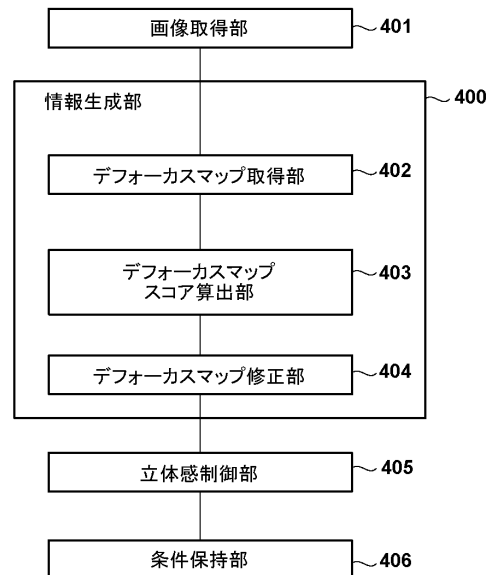 画像取得部
401
情報生成部
400
デフォーカスマップ取得部
402
デフォーカスマップ
スコア算出部
403
デフォーカスマップ修正部
404
立体感制御部
405
条件保持部
406